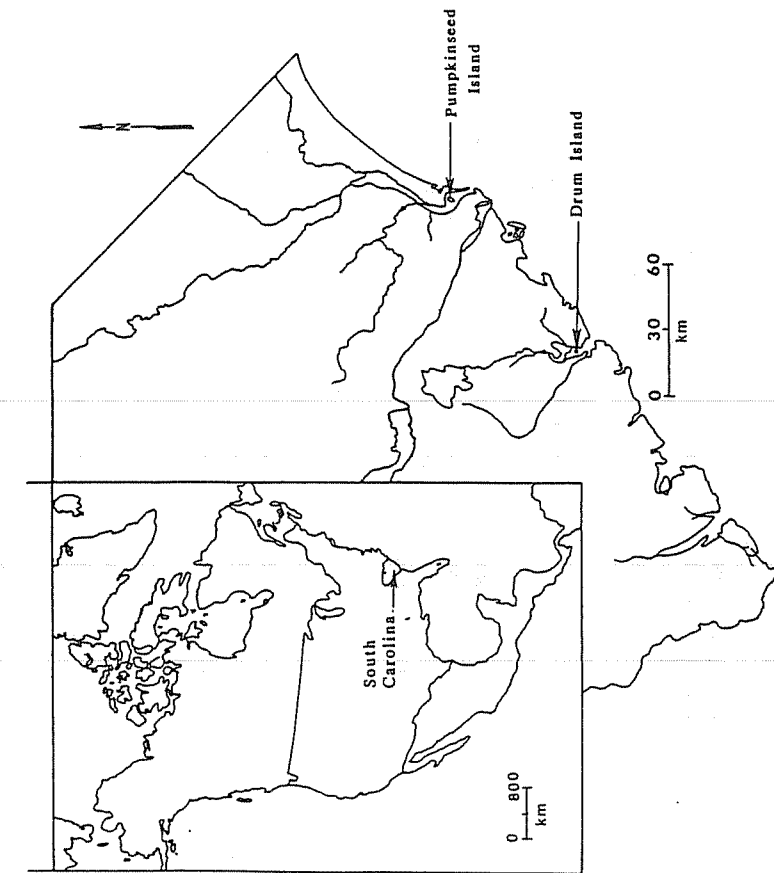 N
Pumpkinseed
Island
Drum Island
0 30 60
km
South
Carolina
0 800
km